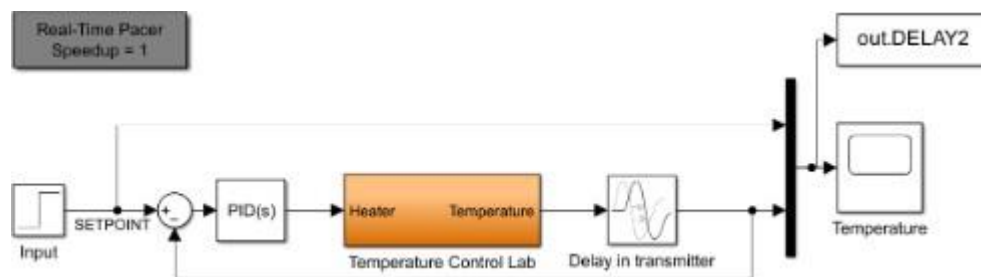 Real-Time Pacer
Speedup = 1
out.DELAY2
SETPOINT
Input
+
−
PID(s)
Heater
Temperature
Temperature Control Lab
Delay in transmitter
Temperature